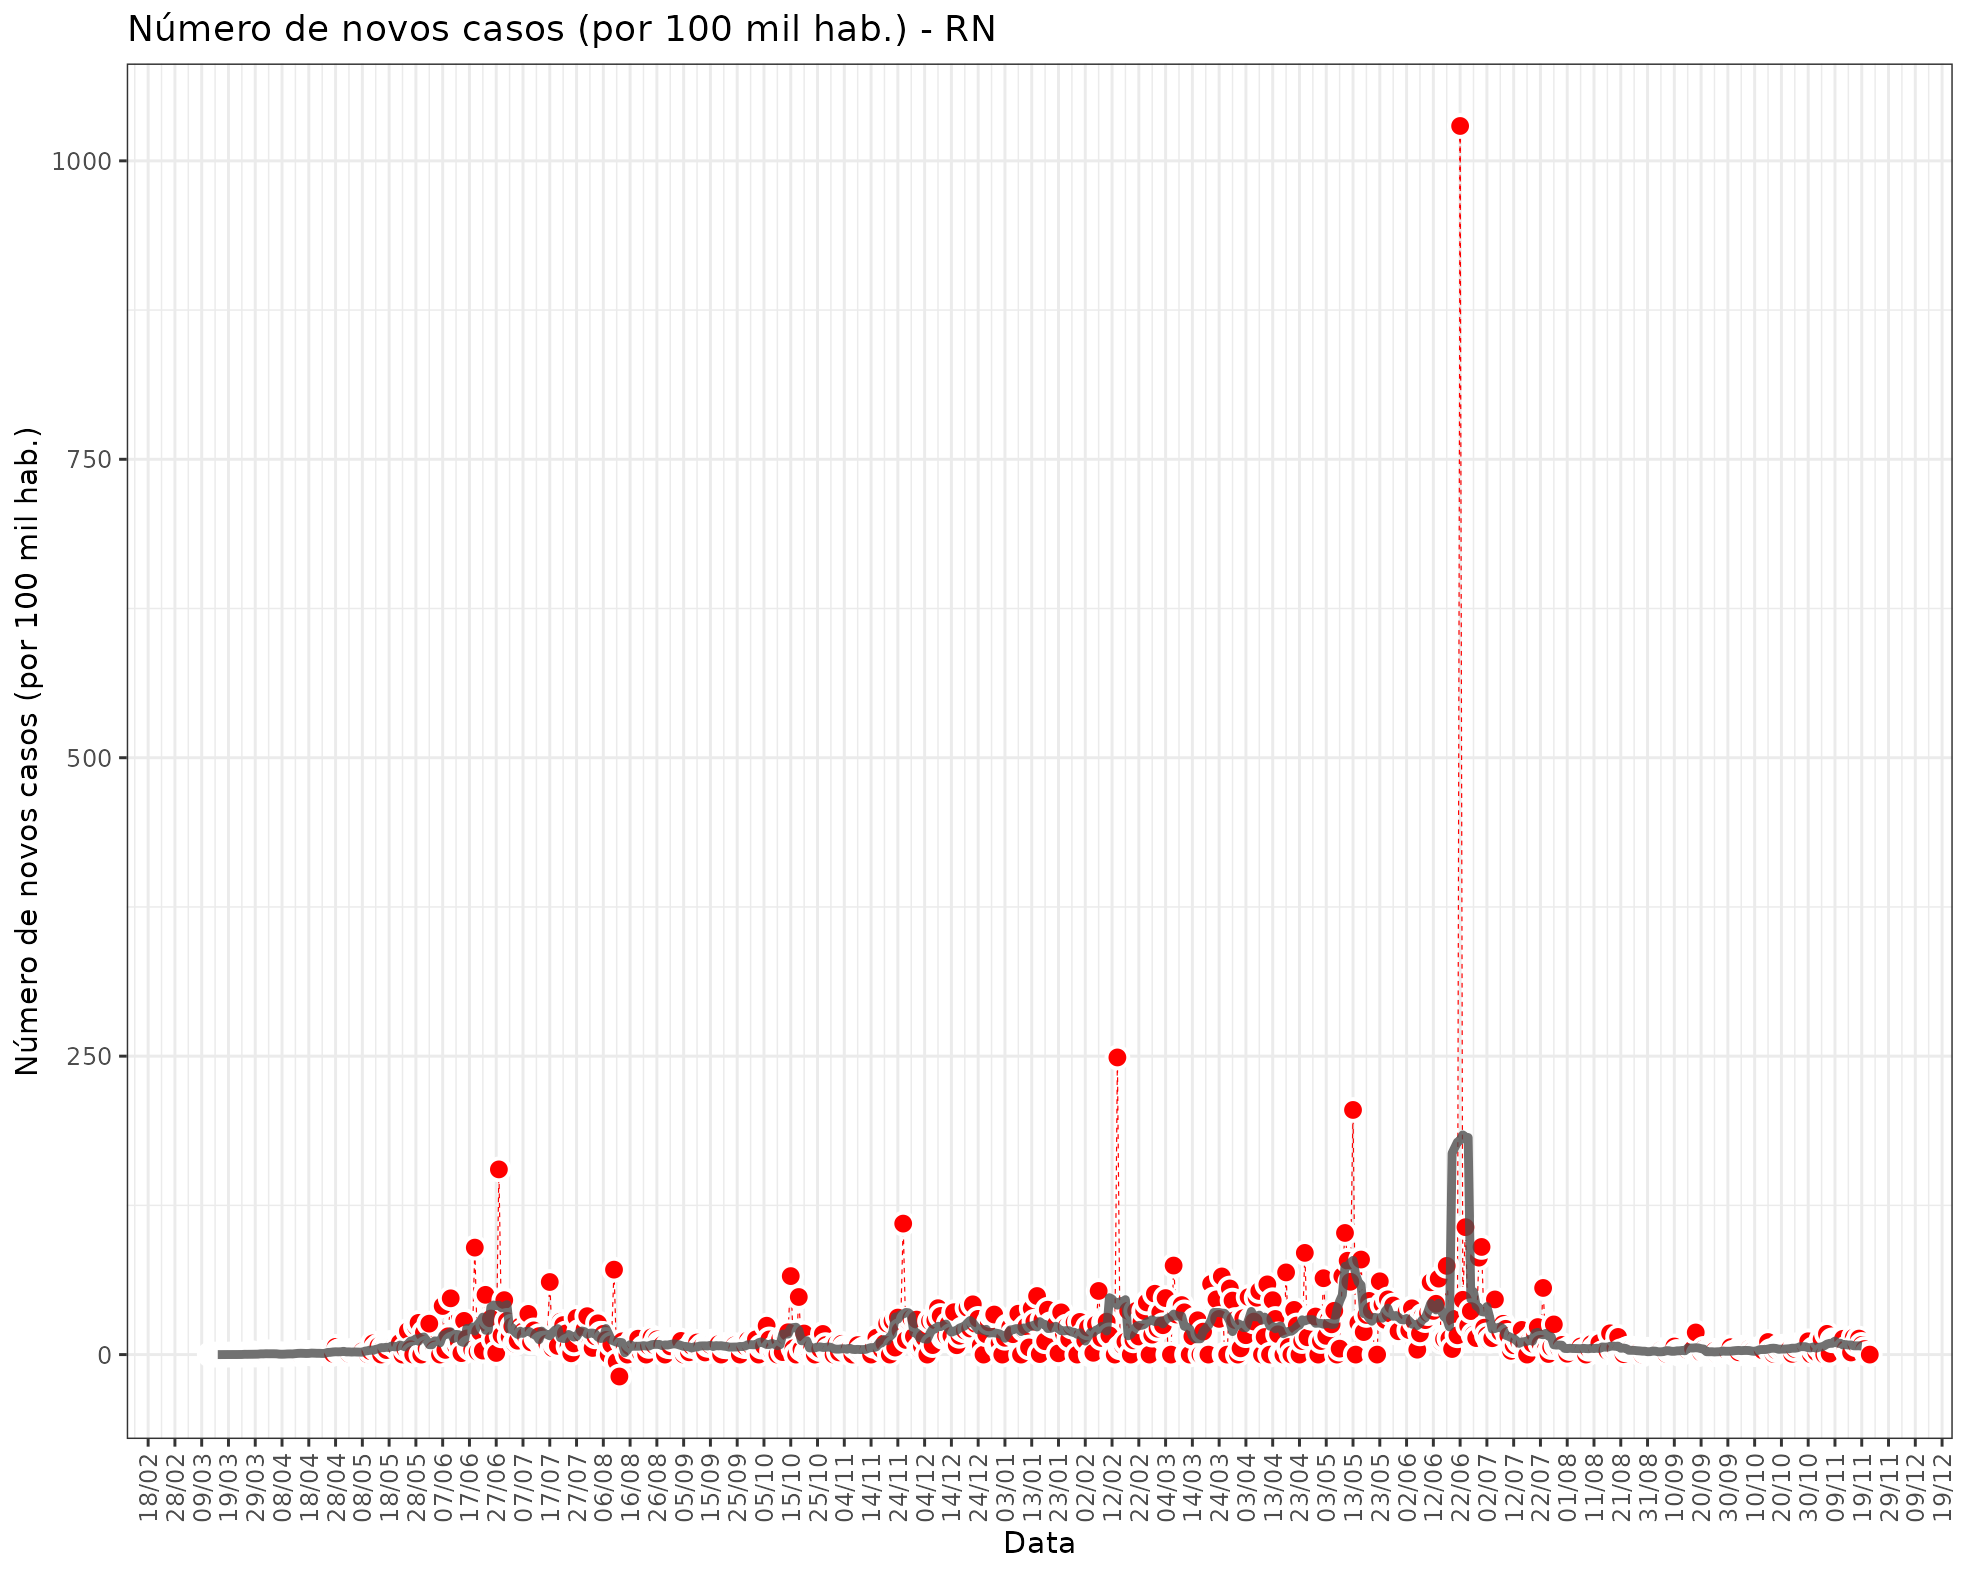 Número de novos casos (por 100 mil hab.) - RN
Número de novos casos (por 100 mil hab.)
1000
750
500
250
0
18/02 28/02 09/03 19/03 29/03 08/04 18/04 28/04 08/05 18/05 28/05 07/06 17/06 27/06 07/07 17/07 27/07 06/08 16/08 26/08 05/09 15/09 25/09 05/10 15/10 25/10 04/11 14/11 24/11 04/12 14/12 24/12 03/01 13/01 23/01 02/02 12/02 22/02 04/03 14/03 24/03 03/04 13/04 23/04 03/05 13/05 23/05 02/06 12/06 22/06 02/07 12/07 22/07 01/08 11/08 21/08 31/08 10/09 20/09 30/09 10/10 20/10 30/10 09/11 19/11 29/11 09/12 19/12
Data